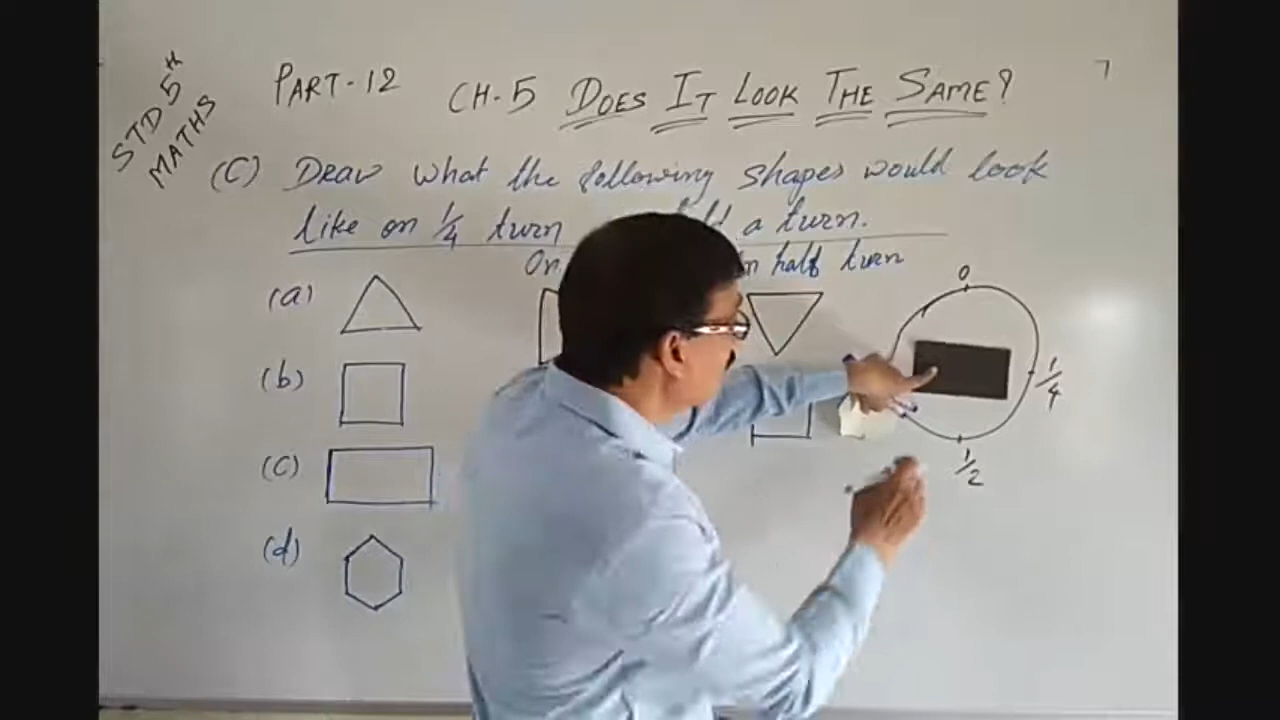 STD 5th
MATHS
PART-12 CH-5 DOES IT LOOK THE SAME?
(C) Draw what the following shapes would look
like on 1/4 turn a turn.
On half turn
(a)
(b)
(c)
(d)
0
1/4
1/2